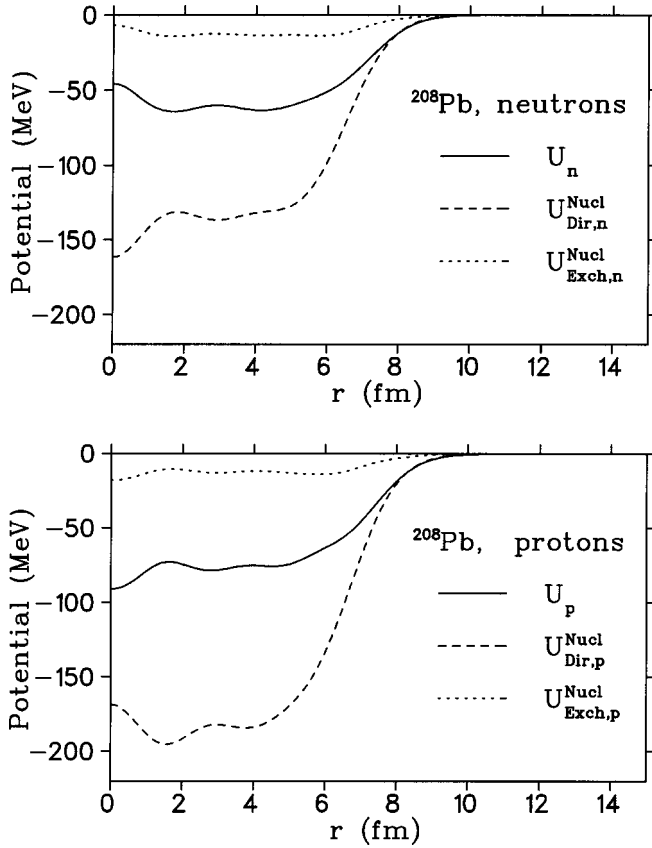 0
−50
−100
−150
−200
Potential (MeV)
²⁰⁸Pb, neutrons
U_n
U^Nucl_Dir,n
U^Nucl_Exch,n
0 2 4 6 8 10 12 14
r (fm)
0
−50
−100
−150
−200
Potential (MeV)
²⁰⁸Pb, protons
U_p
U^Nucl_Dir,p
U^Nucl_Exch,p
0 2 4 6 8 10 12 14
r (fm)